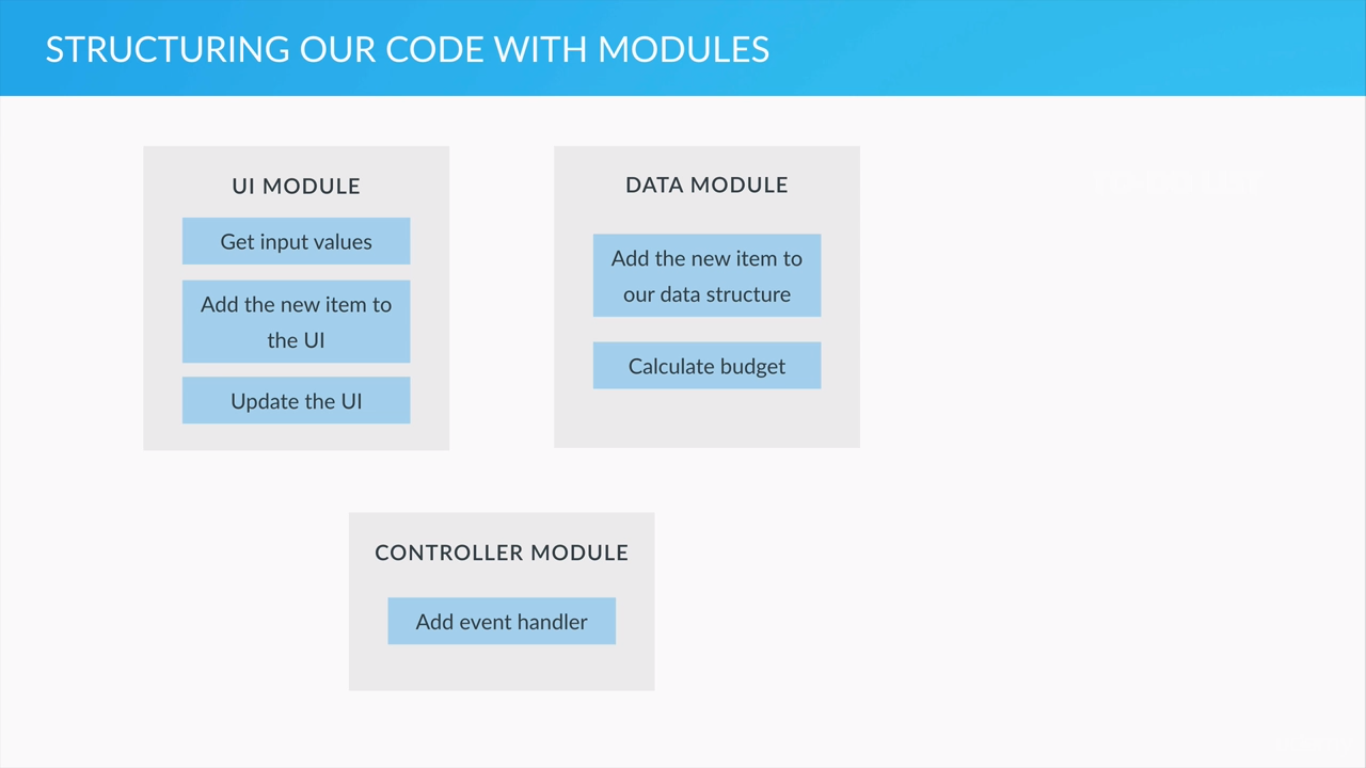 STRUCTURING OUR CODE WITH MODULES
UI MODULE
Get input values
Add the new item to
the UI
Update the UI
DATA MODULE
Add the new item to
our data structure
Calculate budget
CONTROLLER MODULE
Add event handler